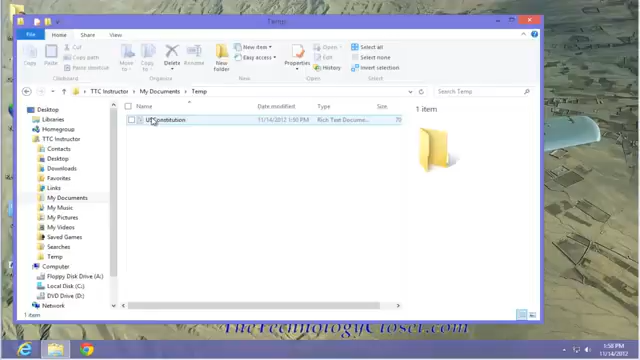 Temp
File Home Share View
Copy
Paste
Cut
Copy path
Paste shortcut
Move to
Copy to
Delete
Rename
New folder
New item
Easy access
Properties
Open
Edit
History
Select all
Select none
Invert selection
Clipboard Organize New Open Select
TTC Instructor My Documents Temp
Search Temp
Name Date modified Type Size
Constitution 11/14/2012 1:50 PM Rich Text Docume... 70
1 item
Desktop
Libraries
Homegroup
TTC Instructor
Contacts
Desktop
Downloads
Favorites
Links
My Documents
My Music
My Pictures
My Videos
Saved Games
Searches
Temp
Computer
Floppy Disk Drive (A:)
Local Disk (C:)
DVD Drive (D:)
Network
1 item
TheTechnologyCloset.com
1:58 PM
11/14/2012